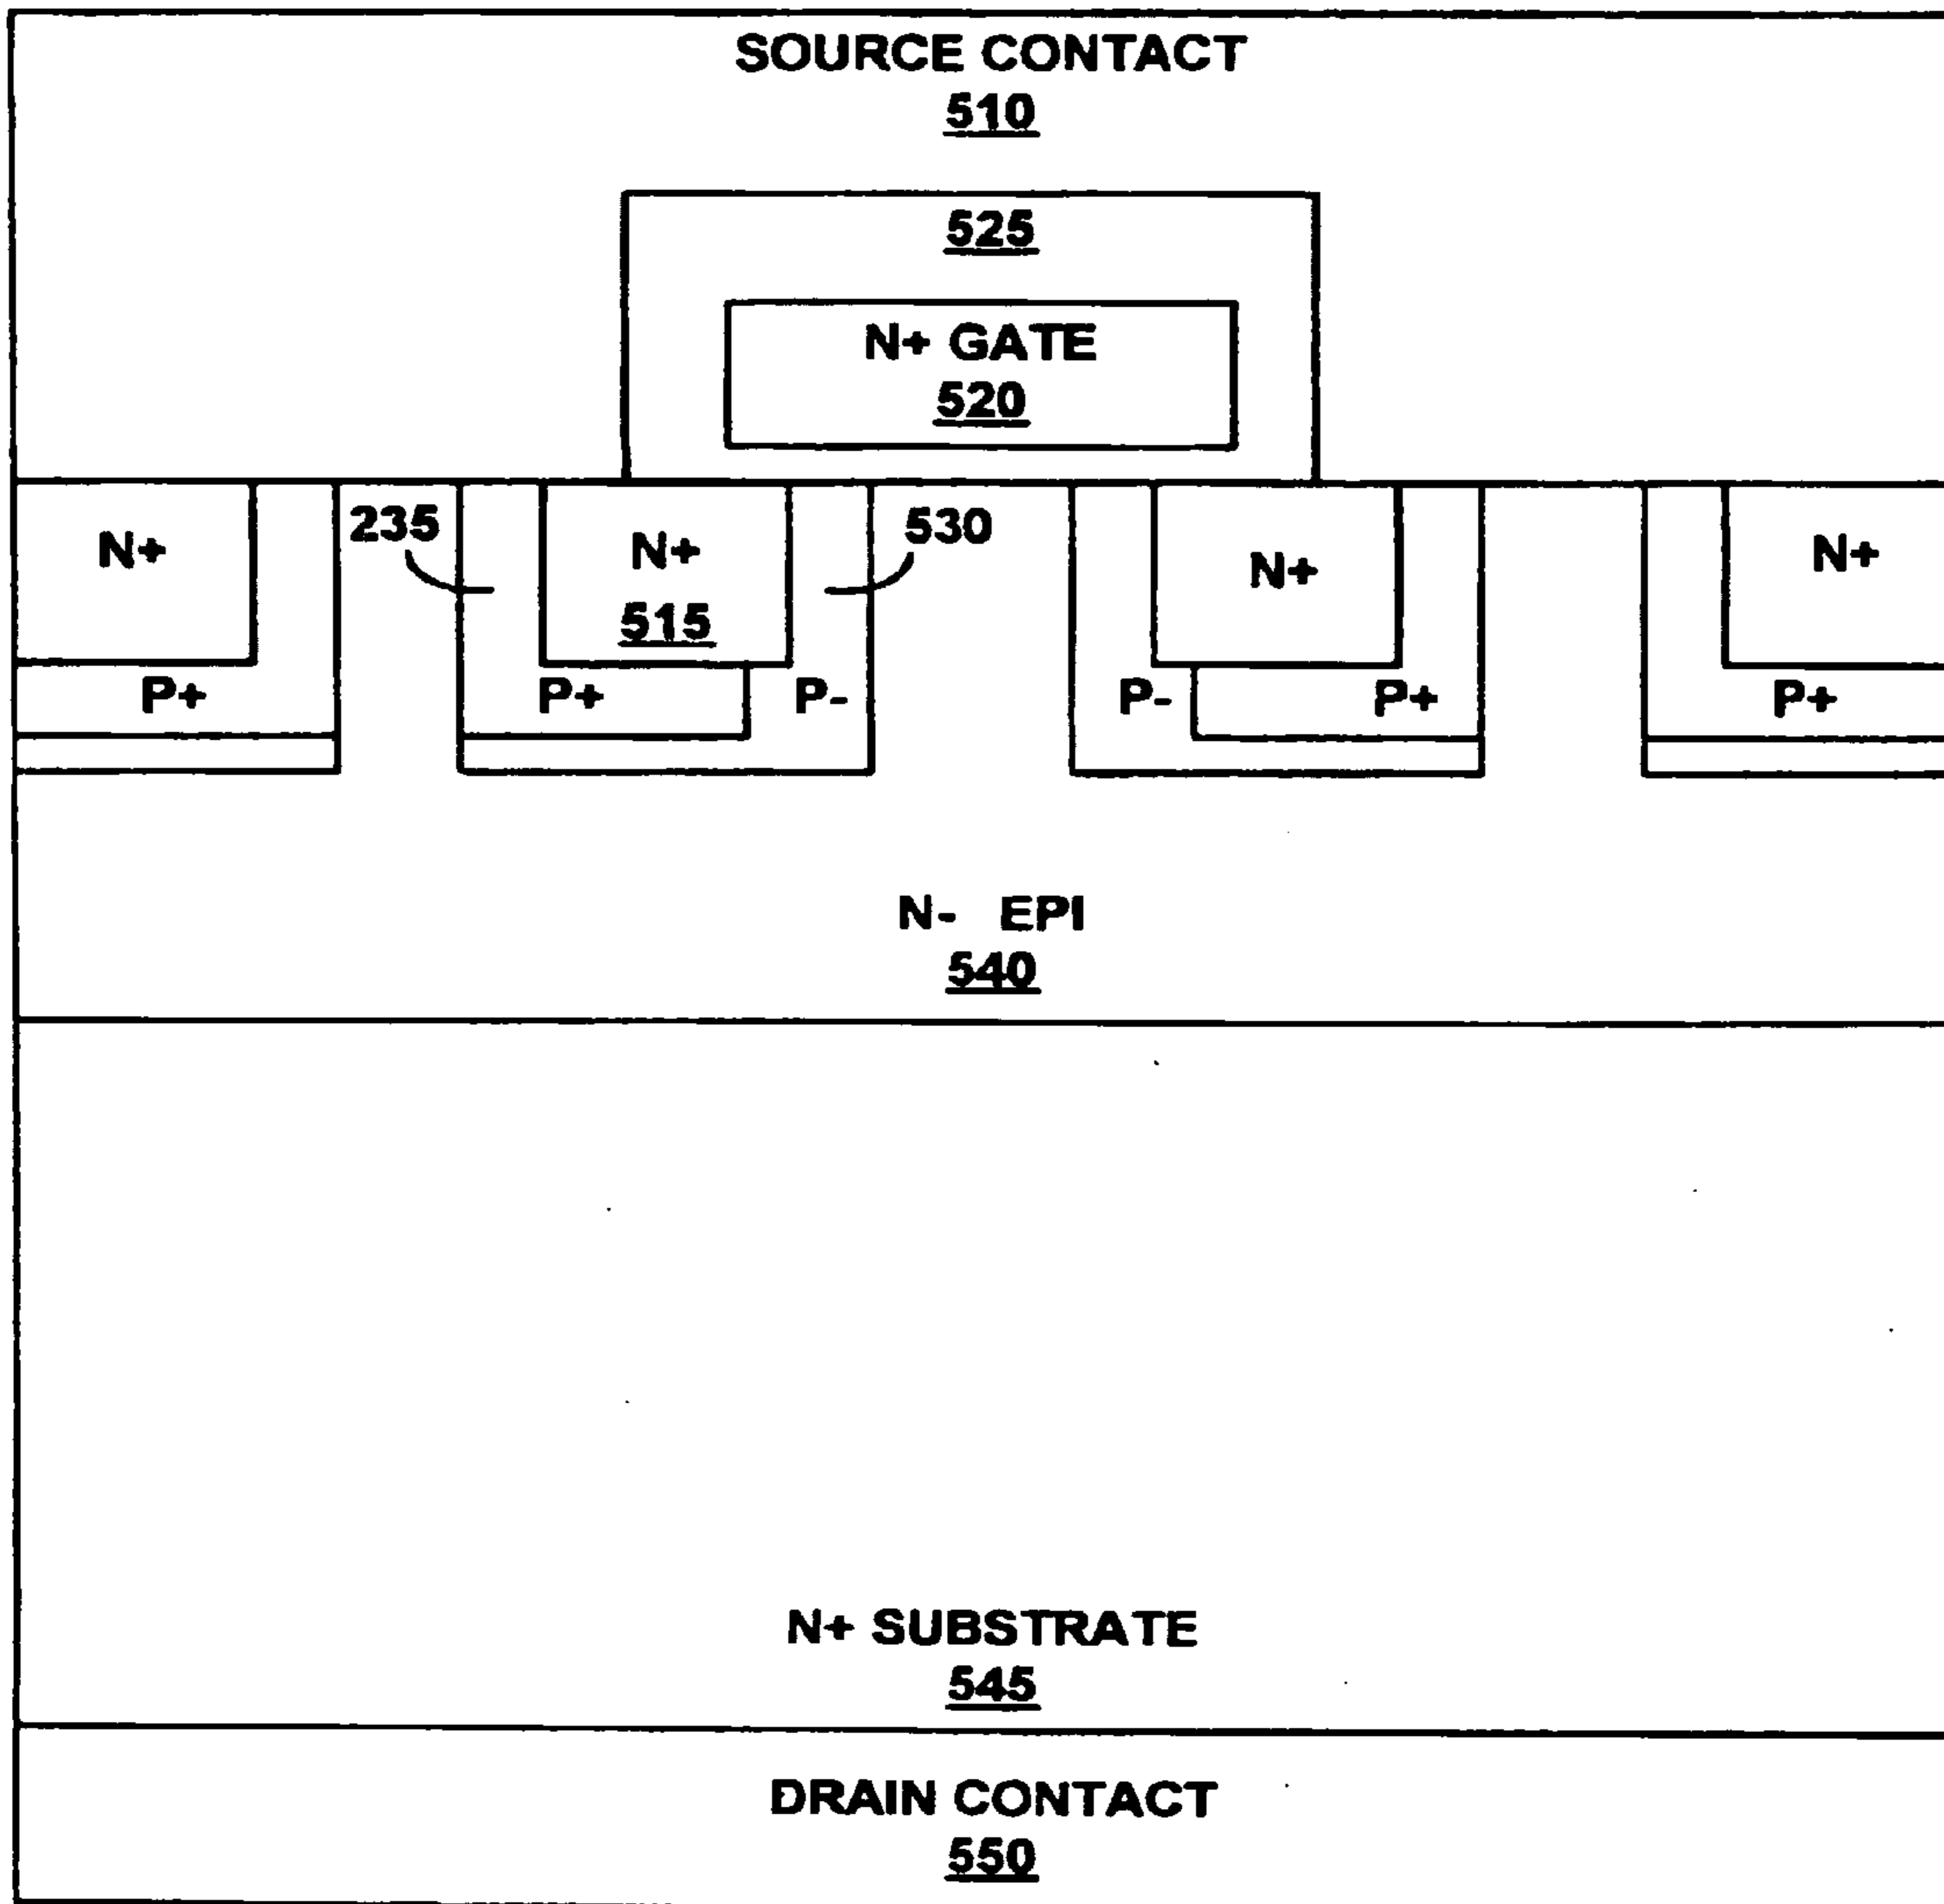 SOURCE CONTACT
510
525
N+ GATE
520
235
530
N+
N+
N+
N+
515
P+
P+
P-
P-
P+
P+
N- EPI
540
N+ SUBSTRATE
545
DRAIN CONTACT
550